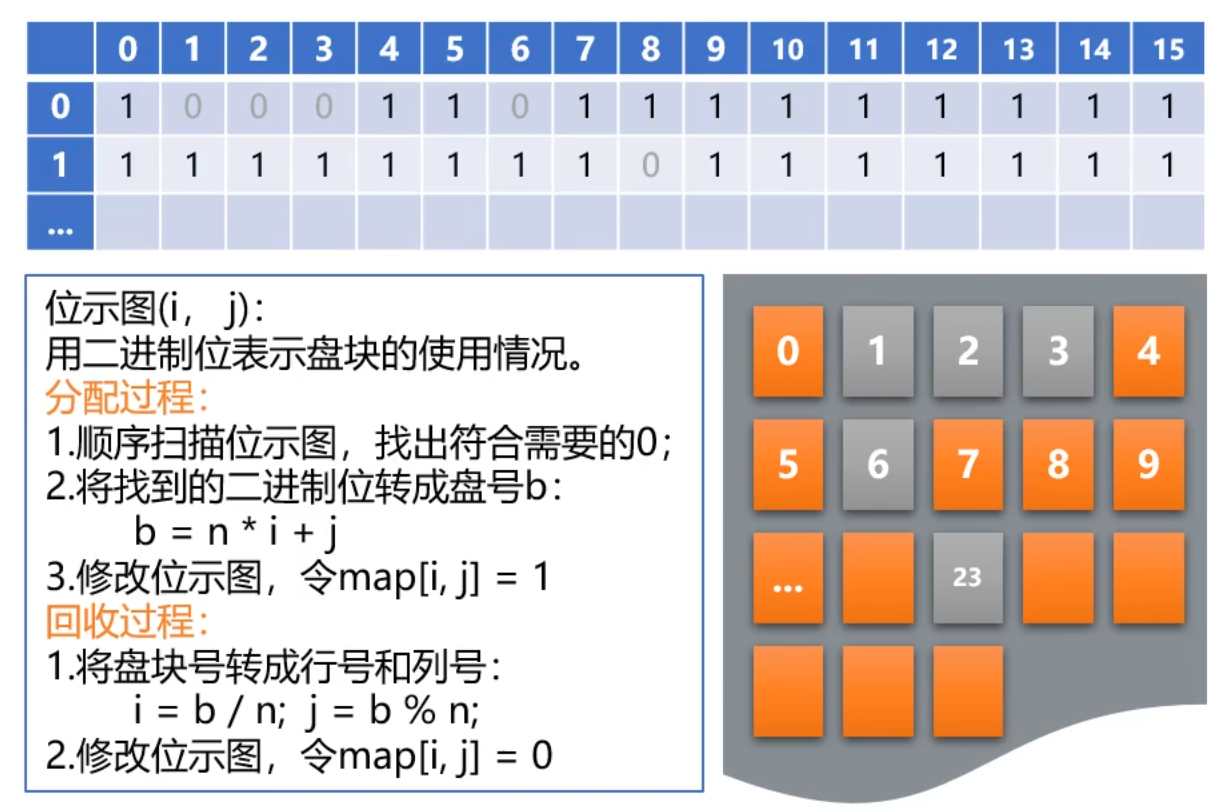 0 1 2 3 4 5 6 7 8 9 10 11 12 13 14 15
0 1 0 0 0 1 1 0 1 1 1 1 1 1 1 1 1
1 1 1 1 1 1 1 1 1 0 1 1 1 1 1 1 1
...
位示图(i, j)：
用二进制位表示盘块的使用情况。
分配过程：
1.顺序扫描位示图，找出符合需要的0；
2.将找到的二进制位转成盘号b：
b = n * i + j
3.修改位示图，令map[i, j] = 1
回收过程：
1.将盘块号转成行号和列号：
i = b / n; j = b % n;
2.修改位示图，令map[i, j] = 0
0 1 2 3 4
5 6 7 8 9
... 23